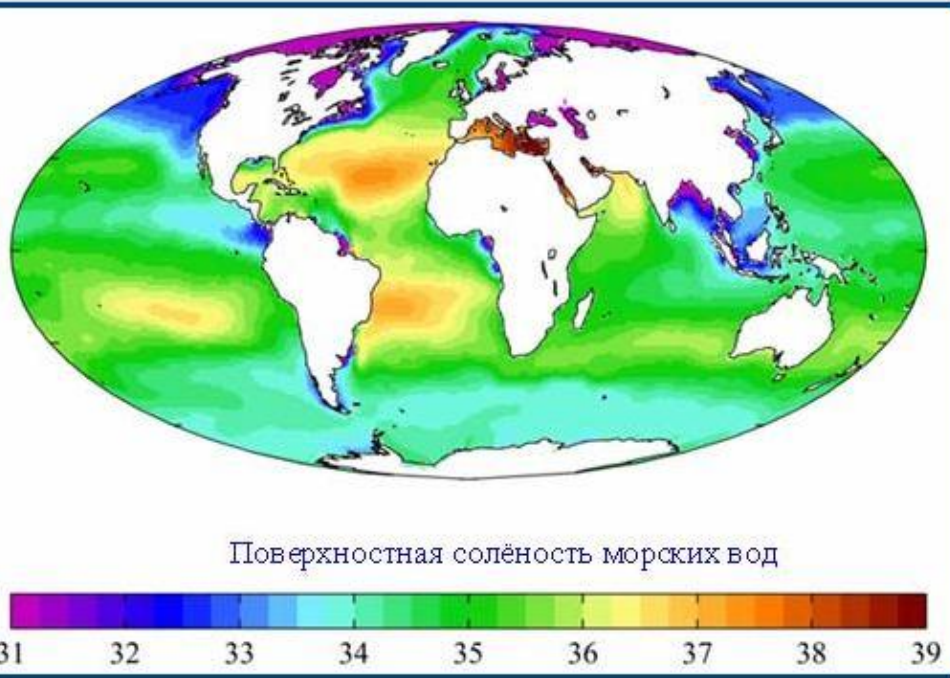 Поверхностная солёность морских вод
31 32 33 34 35 36 37 38 39